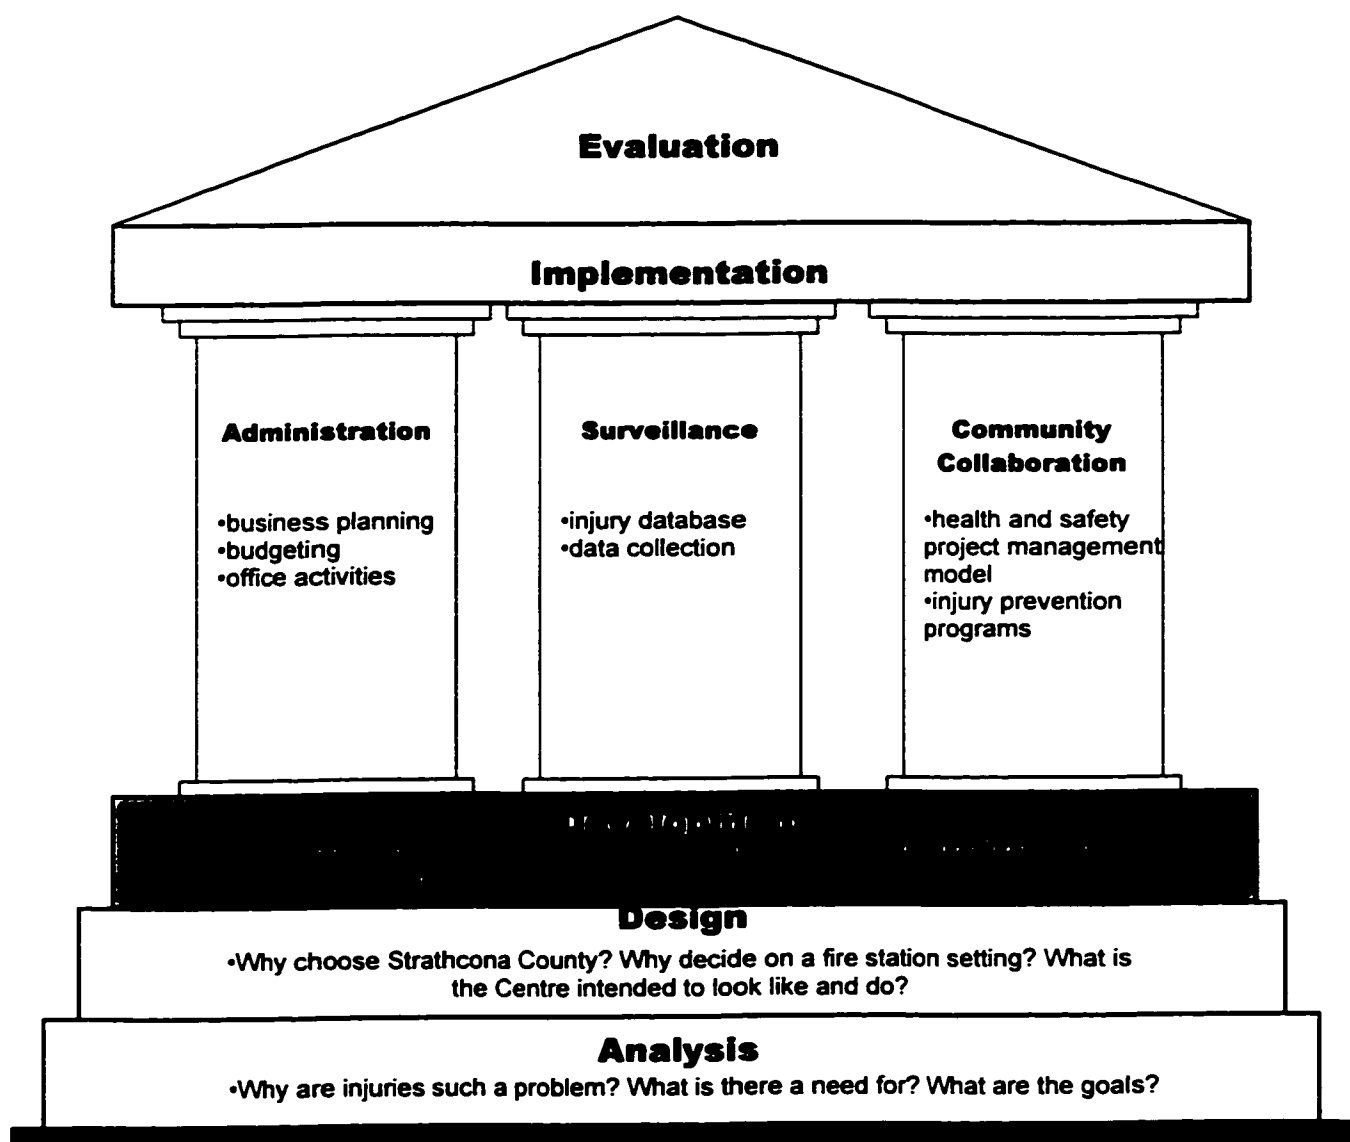 Evaluation
Implementation
Administration
•business planning
•budgeting
•office activities
Surveillance
•injury database
•data collection
Community
Collaboration
•health and safety
project management
model
•injury prevention
programs
Development
Design
•Why choose Strathcona County? Why decide on a fire station setting? What is
the Centre intended to look like and do?
Analysis
•Why are injuries such a problem? What is there a need for? What are the goals?